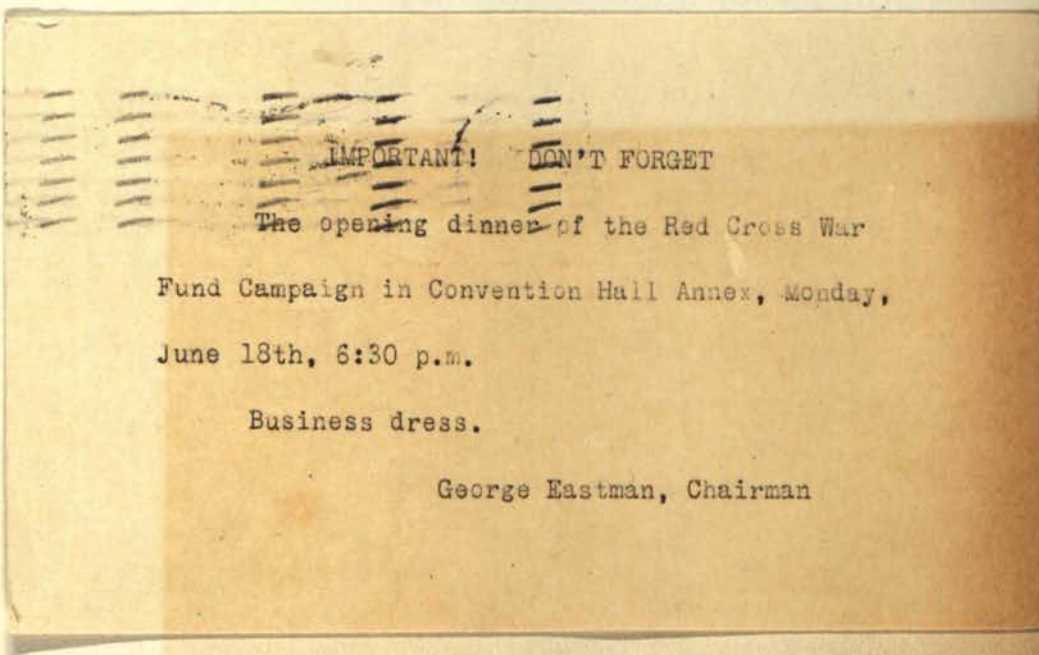 IMPORTANT! DON'T FORGET
The opening dinner of the Red Cross War
Fund Campaign in Convention Hall Annex, Monday,
June 18th, 6:30 p.m.
Business dress.
George Eastman, Chairman